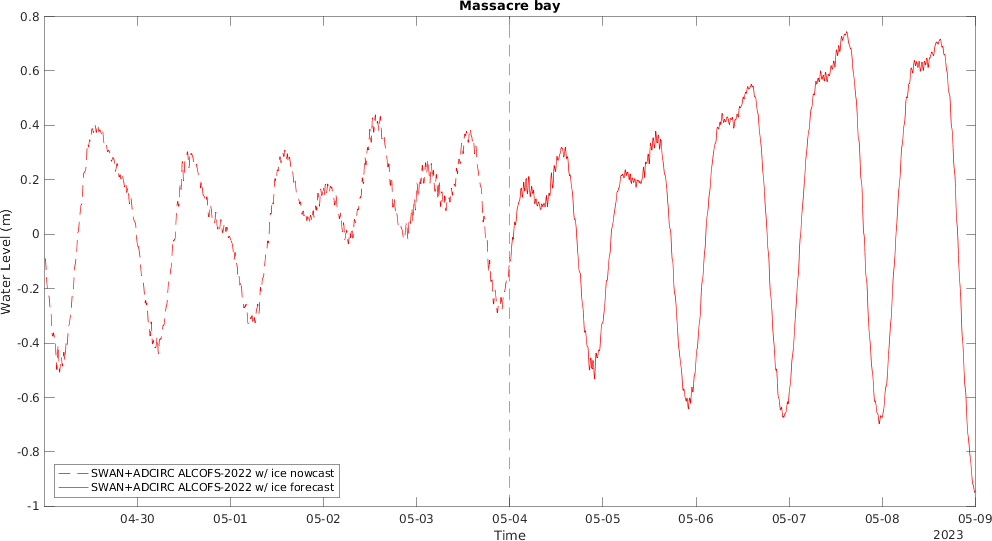 Massacre bay
Water Level (m)
0.8
0.6
0.4
0.2
0
-0.2
-0.4
-0.6
-0.8
-1
SWAN+ADCIRC ALCOFS-2022 w/ ice nowcast
SWAN+ADCIRC ALCOFS-2022 w/ ice forecast
04-30 05-01 05-02 05-03 05-04 05-05 05-06 05-07 05-08 05-09
Time
2023